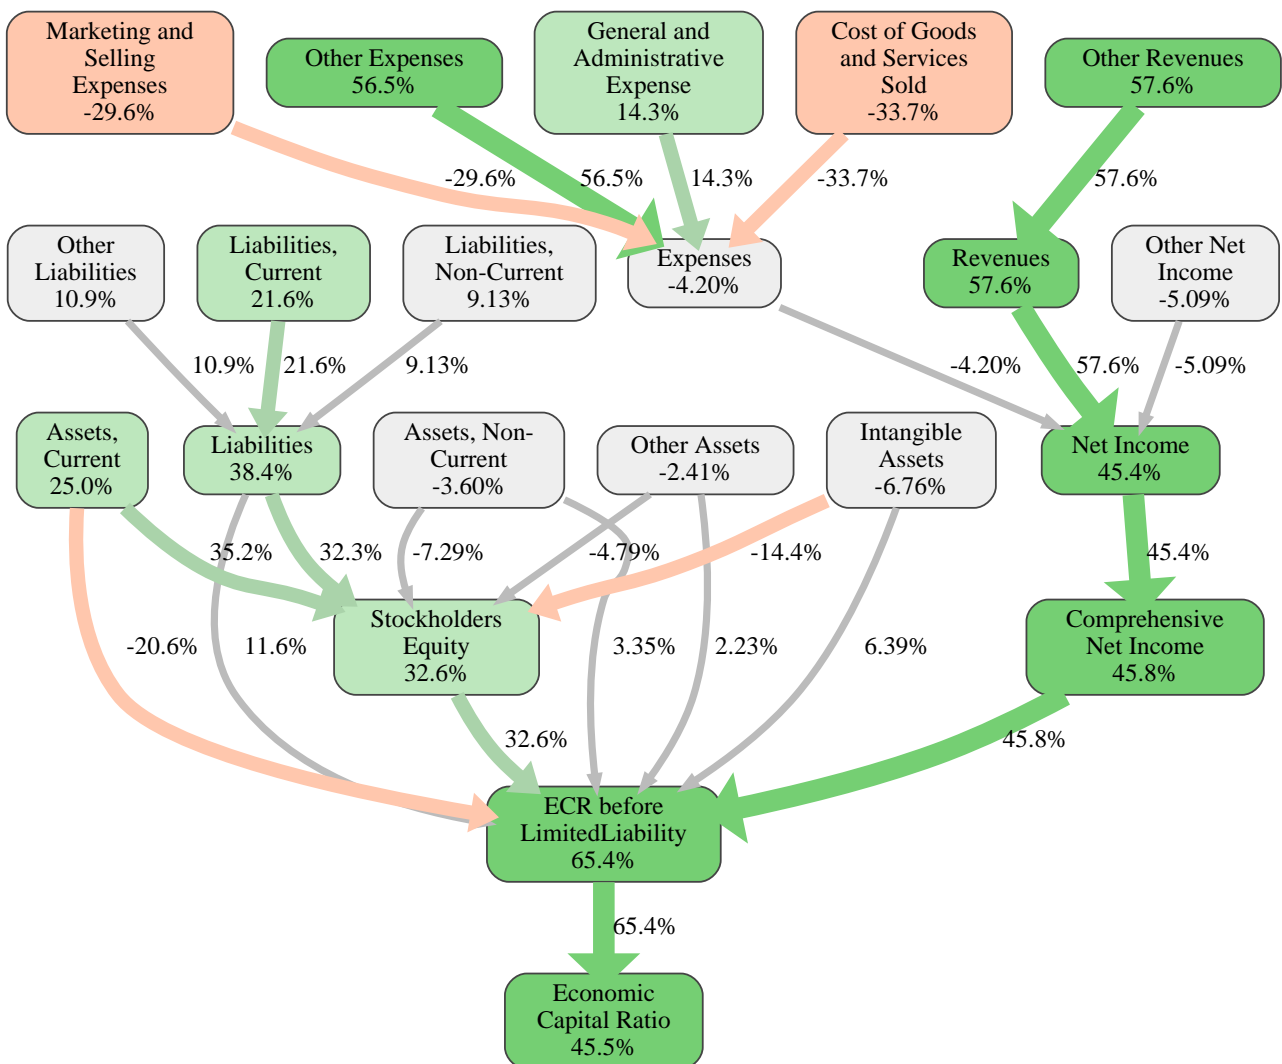 Marketing and
Selling
Expenses
-29.6%
Other Expenses
56.5%
General and
Administrative
Expense
14.3%
Cost of Goods
and Services
Sold
-33.7%
Other Revenues
57.6%
-29.6%
56.5%
14.3%
-33.7%
57.6%
Other
Liabilities
10.9%
Liabilities,
Current
21.6%
Liabilities,
Non-Current
9.13%
Expenses
-4.20%
Revenues
57.6%
Other Net
Income
-5.09%
10.9%
21.6%
9.13%
-4.20%
57.6%
-5.09%
Assets,
Current
25.0%
Liabilities
38.4%
Assets, Non-
Current
-3.60%
Other Assets
-2.41%
Intangible
Assets
-6.76%
Net Income
45.4%
35.2%
32.3%
-7.29%
-4.79%
-14.4%
45.4%
Stockholders
Equity
32.6%
Comprehensive
Net Income
45.8%
-20.6%
11.6%
3.35%
2.23%
6.39%
32.6%
45.8%
ECR before
LimitedLiability
65.4%
65.4%
Economic
Capital Ratio
45.5%